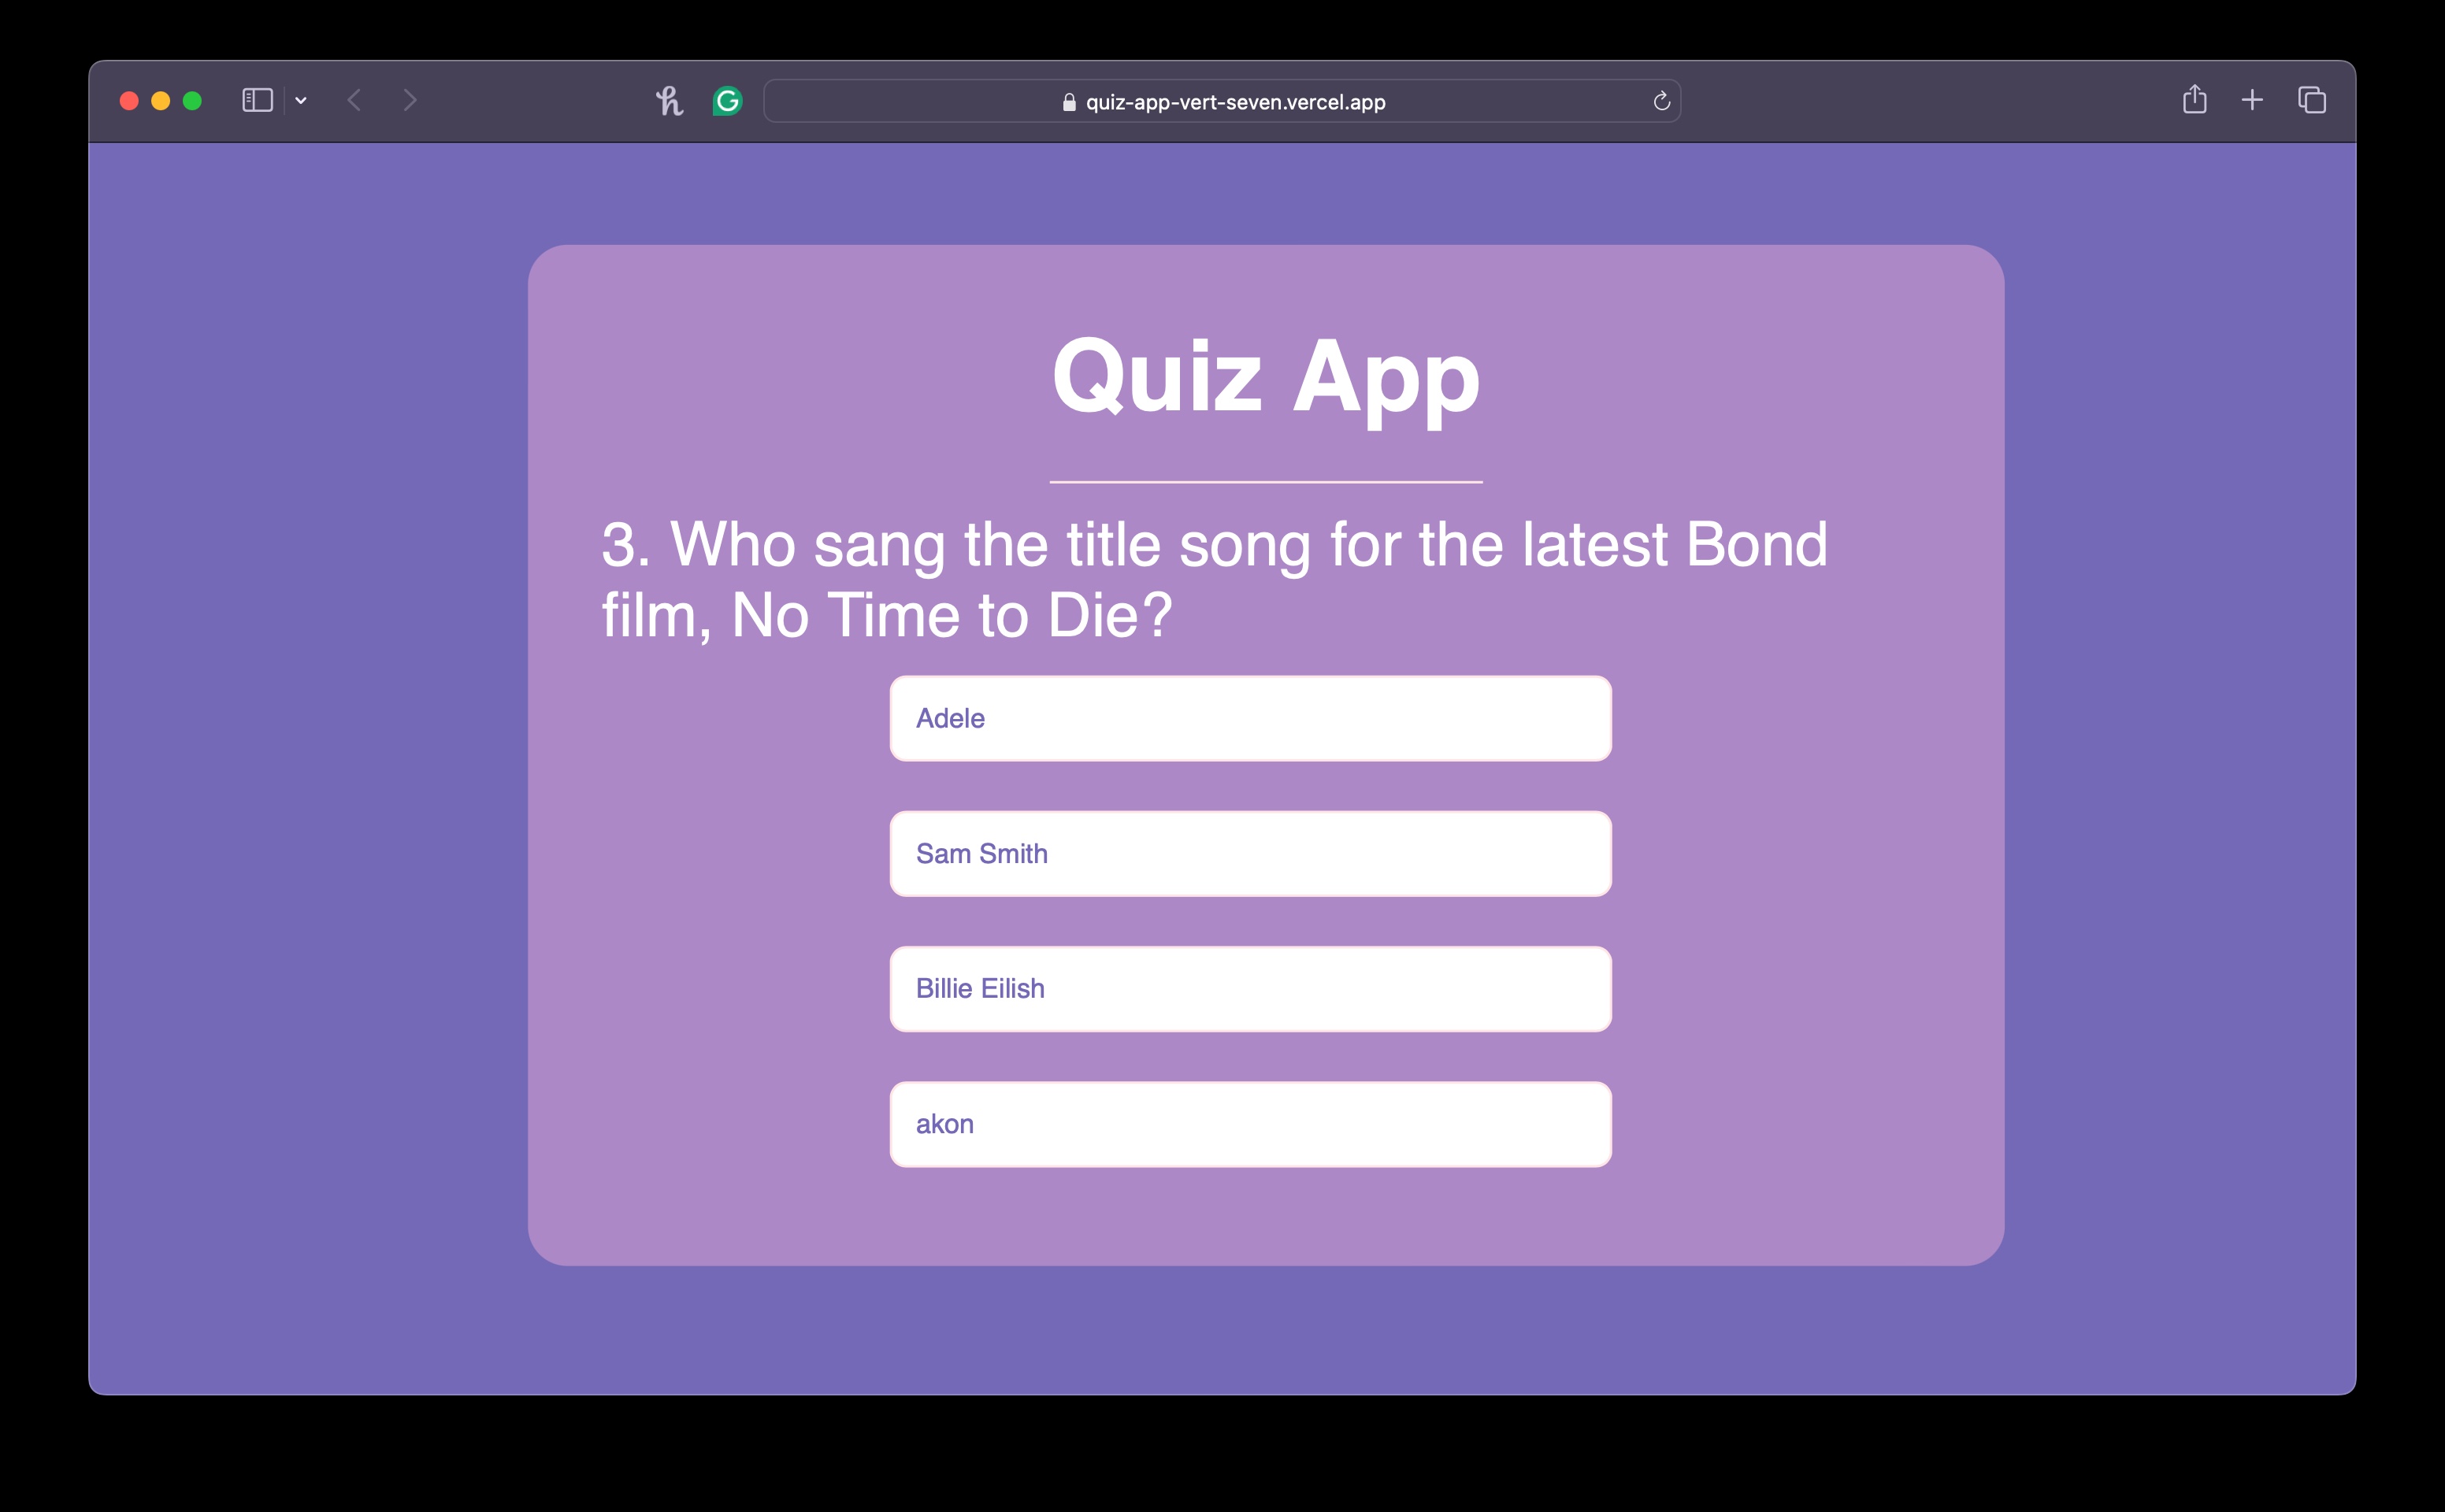 quiz-app-vert-seven.vercel.app
Quiz App
3. Who sang the title song for the latest Bond
film, No Time to Die?
Adele
Sam Smith
Billie Eilish
akon